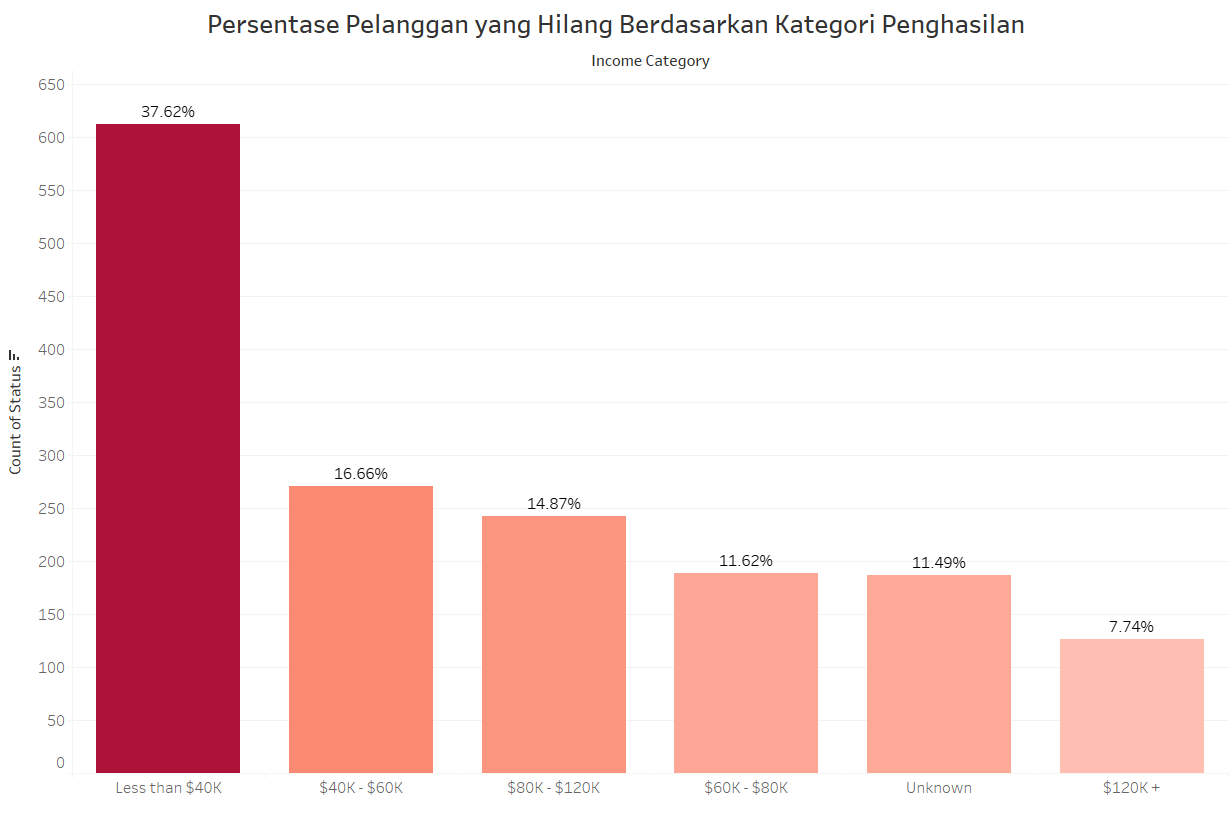 Persentase Pelanggan yang Hilang Berdasarkan Kategori Penghasilan
Income Category
Count of Status
650
600
550
500
450
400
350
300
250
200
150
100
50
0
37.62%
16.66%
14.87%
11.62%
11.49%
7.74%
Less than $40K
$40K - $60K
$80K - $120K
$60K - $80K
Unknown
$120K +